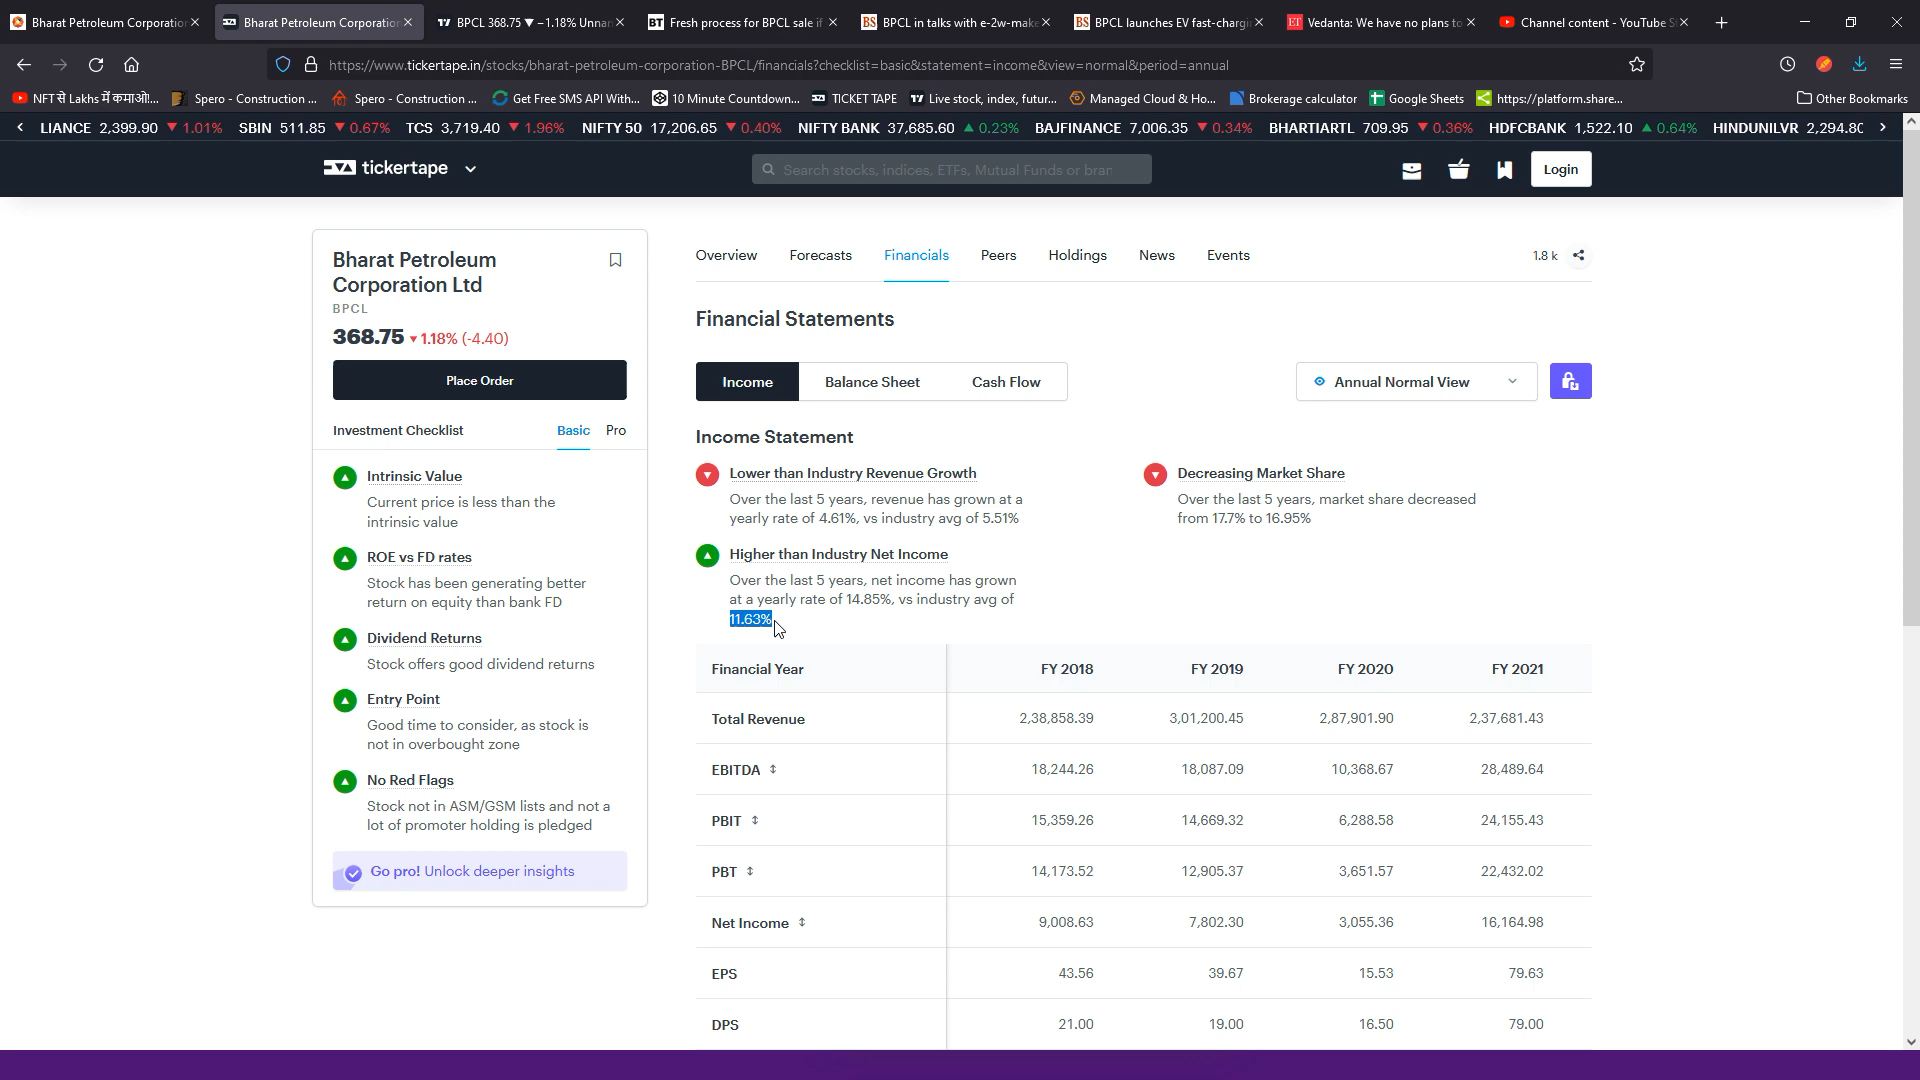 Bharat Petroleum Corporation
Bharat Petroleum Corporation
BPCL 368.75 ▼ −1.18% Unnam
Fresh process for BPCL sale if
BPCL in talks with e-2w-make
BPCL launches EV fast-chargi
Vedanta: We have no plans to
Channel content - YouTube S
https://www.tickertape.in/stocks/bharat-petroleum-corporation-BPCL/financials?checklist=basic&statement=income&view=normal&period=annual
NFT से Lakhs में कमाओ!...
Spero - Construction ...
Spero - Construction ...
Get Free SMS API With...
10 Minute Countdown...
TICKET TAPE
Live stock, index, futur...
Managed Cloud & Ho...
Brokerage calculator
Google Sheets
https://platform.share...
Other Bookmarks
LIANCE 2,399.90 ▼ 1.01% SBIN 511.85 ▼ 0.67% TCS 3,719.40 ▼ 1.96% NIFTY 50 17,206.65 ▼ 0.40% NIFTY BANK 37,685.60 ▲ 0.23% BAJFINANCE 7,006.35 ▼ 0.34% BHARTIARTL 709.95 ▼ 0.36% HDFCBANK 1,522.10 ▲ 0.64% HINDUNILVR 2,294.80
tickertape
Search stocks, indices, ETFs, Mutual Funds or bran
Login
Bharat Petroleum
Corporation Ltd
BPCL
368.75 ▼ 1.18% (-4.40)
Place Order
Investment Checklist Basic Pro
Intrinsic Value
Current price is less than the
intrinsic value
ROE vs FD rates
Stock has been generating better
return on equity than bank FD
Dividend Returns
Stock offers good dividend returns
Entry Point
Good time to consider, as stock is
not in overbought zone
No Red Flags
Stock not in ASM/GSM lists and not a
lot of promoter holding is pledged
Go pro! Unlock deeper insights
Overview Forecasts Financials Peers Holdings News Events 1.8 k
Financial Statements
Income Balance Sheet Cash Flow
Annual Normal View
Income Statement
Lower than Industry Revenue Growth
Over the last 5 years, revenue has grown at a
yearly rate of 4.61%, vs industry avg of 5.51%
Decreasing Market Share
Over the last 5 years, market share decreased
from 17.7% to 16.95%
Higher than Industry Net Income
Over the last 5 years, net income has grown
at a yearly rate of 14.85%, vs industry avg of
11.63%
Financial Year FY 2018 FY 2019 FY 2020 FY 2021
Total Revenue 2,38,858.39 3,01,200.45 2,87,901.90 2,37,681.43
EBITDA 18,244.26 18,087.09 10,368.67 28,489.64
PBIT 15,359.26 14,669.32 6,288.58 24,155.43
PBT 14,173.52 12,905.37 3,651.57 22,432.02
Net Income 9,008.63 7,802.30 3,055.36 16,164.98
EPS 43.56 39.67 15.53 79.63
DPS 21.00 19.00 16.50 79.00